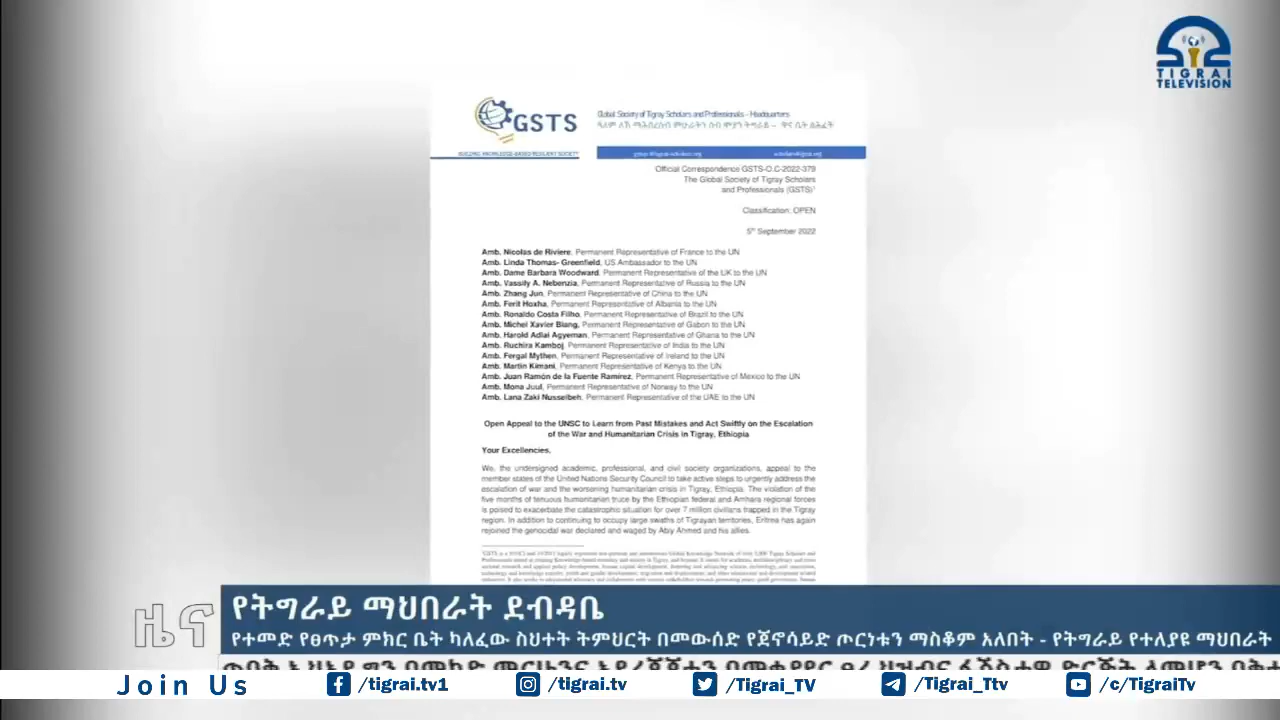 TIGRAI
TELEVISION
GSTS
Global Society of Tigray Scholars and Professionals – Headquarters
BUILDING KNOWLEDGE-BASED RESILIENT SOCIETY
Official Correspondence GSTS-O.C-2022-379
The Global Society of Tigray Scholars
and Professionals (GSTS)¹
Classification: OPEN
5th September 2022
Amb. Nicolas de Riviere, Permanent Representative of France to the UN
Amb. Linda Thomas- Greenfield, US Ambassador to the UN
Amb. Dame Barbara Woodward, Permanent Representative of the UK to the UN
Amb. Vassily A. Nebenzia, Permanent Representative of Russia to the UN
Amb. Zhang Jun, Permanent Representative of China to the UN
Amb. Ferit Hoxha, Permanent Representative of Albania to the UN
Amb. Ronaldo Costa Filho, Permanent Representative of Brazil to the UN
Amb. Michel Xavier Biang, Permanent Representative of Gabon to the UN
Amb. Harold Adlai Agyeman, Permanent Representative of Ghana to the UN
Amb. Ruchira Kamboj, Permanent Representative of India to the UN
Amb. Fergal Mythen, Permanent Representative of Ireland to the UN
Amb. Martin Kimani, Permanent Representative of Kenya to the UN
Amb. Juan Ramón de la Fuente Ramirez, Permanent Representative of Mexico to the UN
Amb. Mona Juul, Permanent Representative of Norway to the UN
Amb. Lana Zaki Nusseibeh, Permanent Representative of the UAE to the UN
Open Appeal to the UNSC to Learn from Past Mistakes and Act Swiftly on the Escalation
of the War and Humanitarian Crisis in Tigray, Ethiopia
Your Excellencies,
We, the undersigned academic, professional, and civil society organizations, appeal to the
member states of the United Nations Security Council to take active steps to urgently address the
escalation of war and the worsening humanitarian crisis in Tigray, Ethiopia. The violation of the
five months of tenuous humanitarian truce by the Ethiopian federal and Amhara regional forces
is poised to exacerbate the catastrophic situation for over 7 million civilians trapped in the Tigray
region. In addition to continuing to occupy large swaths of Tigrayan territories, Eritrea has again
rejoined the genocidal war declared and waged by Abiy Ahmed and his allies.
ዜና
የትግራይ ማህበራት ደብዳቤ
የተመድ የፀጥታ ምክር ቤት ካለፈው ስህተት ትምህርት በመውሰድ የጀኖሳይድ ጦርነቱን ማስቆም አለበት - የትግራይ የተለያዩ ማህበራት
Join Us
/tigrai.tv1
/tigrai.tv
/Tigrai_TV
/Tigrai_Ttv
/c/TigraiTv